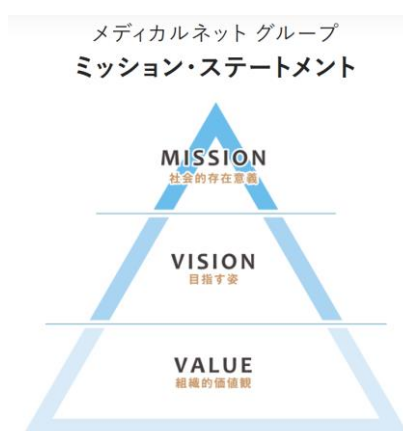 メディカルネット グループ
ミッション・ステートメント
MISSION
社会的存在意義
VISION
目指す姿
VALUE
組織的価値観